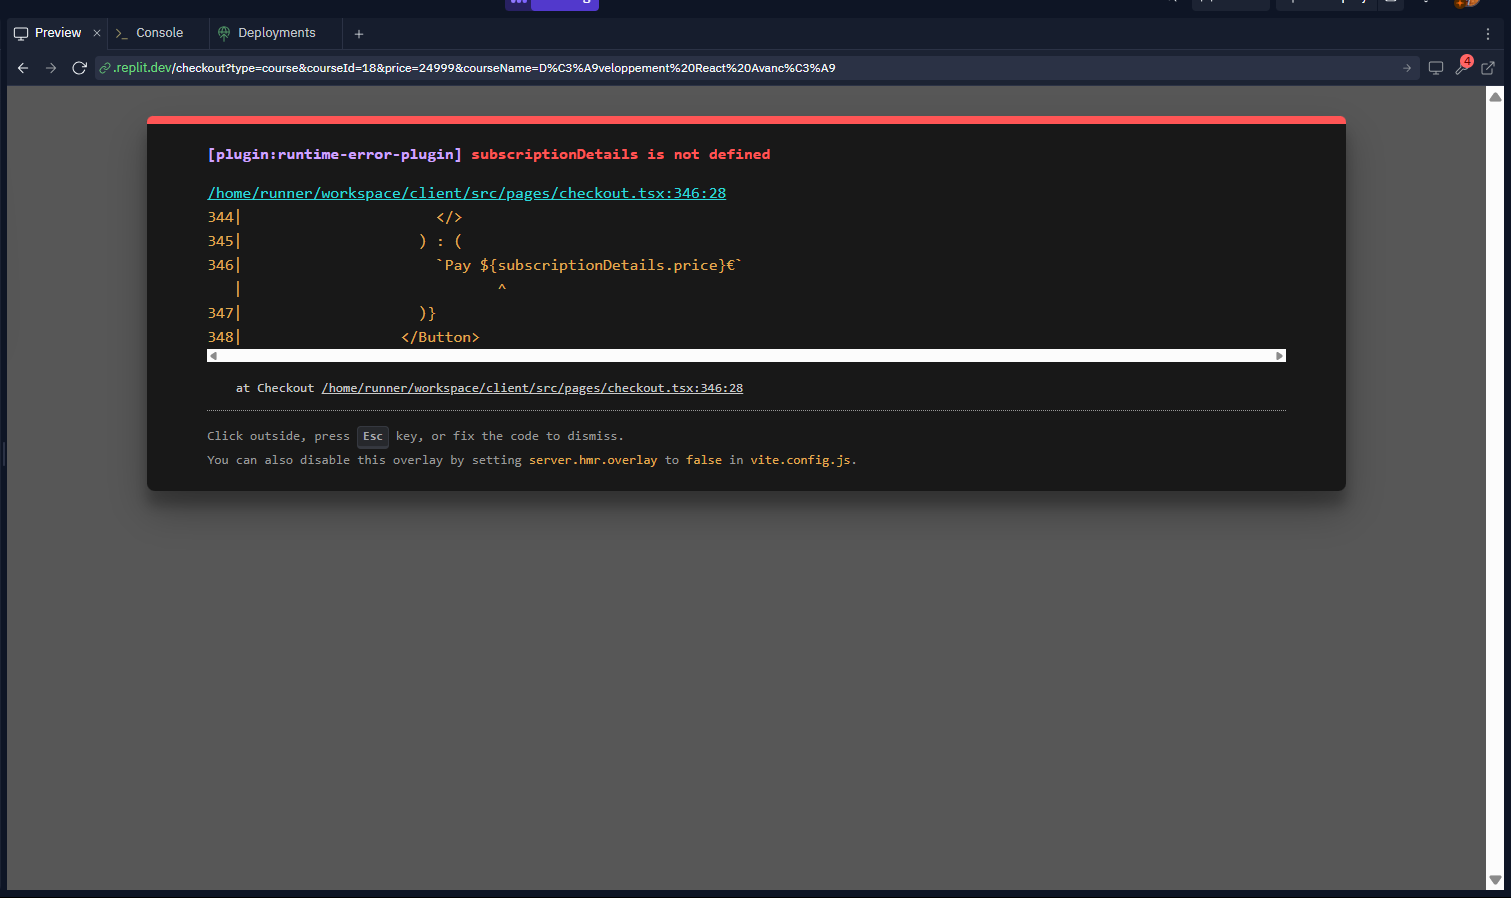 Preview
Console
Deployments
.replit.dev/checkout?type=course&courseId=18&price=24999&courseName=D%C3%A9veloppement%20React%20Avanc%C3%A9
4
[plugin:runtime-error-plugin] subscriptionDetails is not defined
/home/runner/workspace/client/src/pages/checkout.tsx:346:28
344|                      </>
345|                    ) : (
346|                      `Pay ${subscriptionDetails.price}€`
   |                             ^
347|                    )}
348|                  </Button>
at Checkout /home/runner/workspace/client/src/pages/checkout.tsx:346:28
Click outside, press Esc key, or fix the code to dismiss.
You can also disable this overlay by setting server.hmr.overlay to false in vite.config.js.